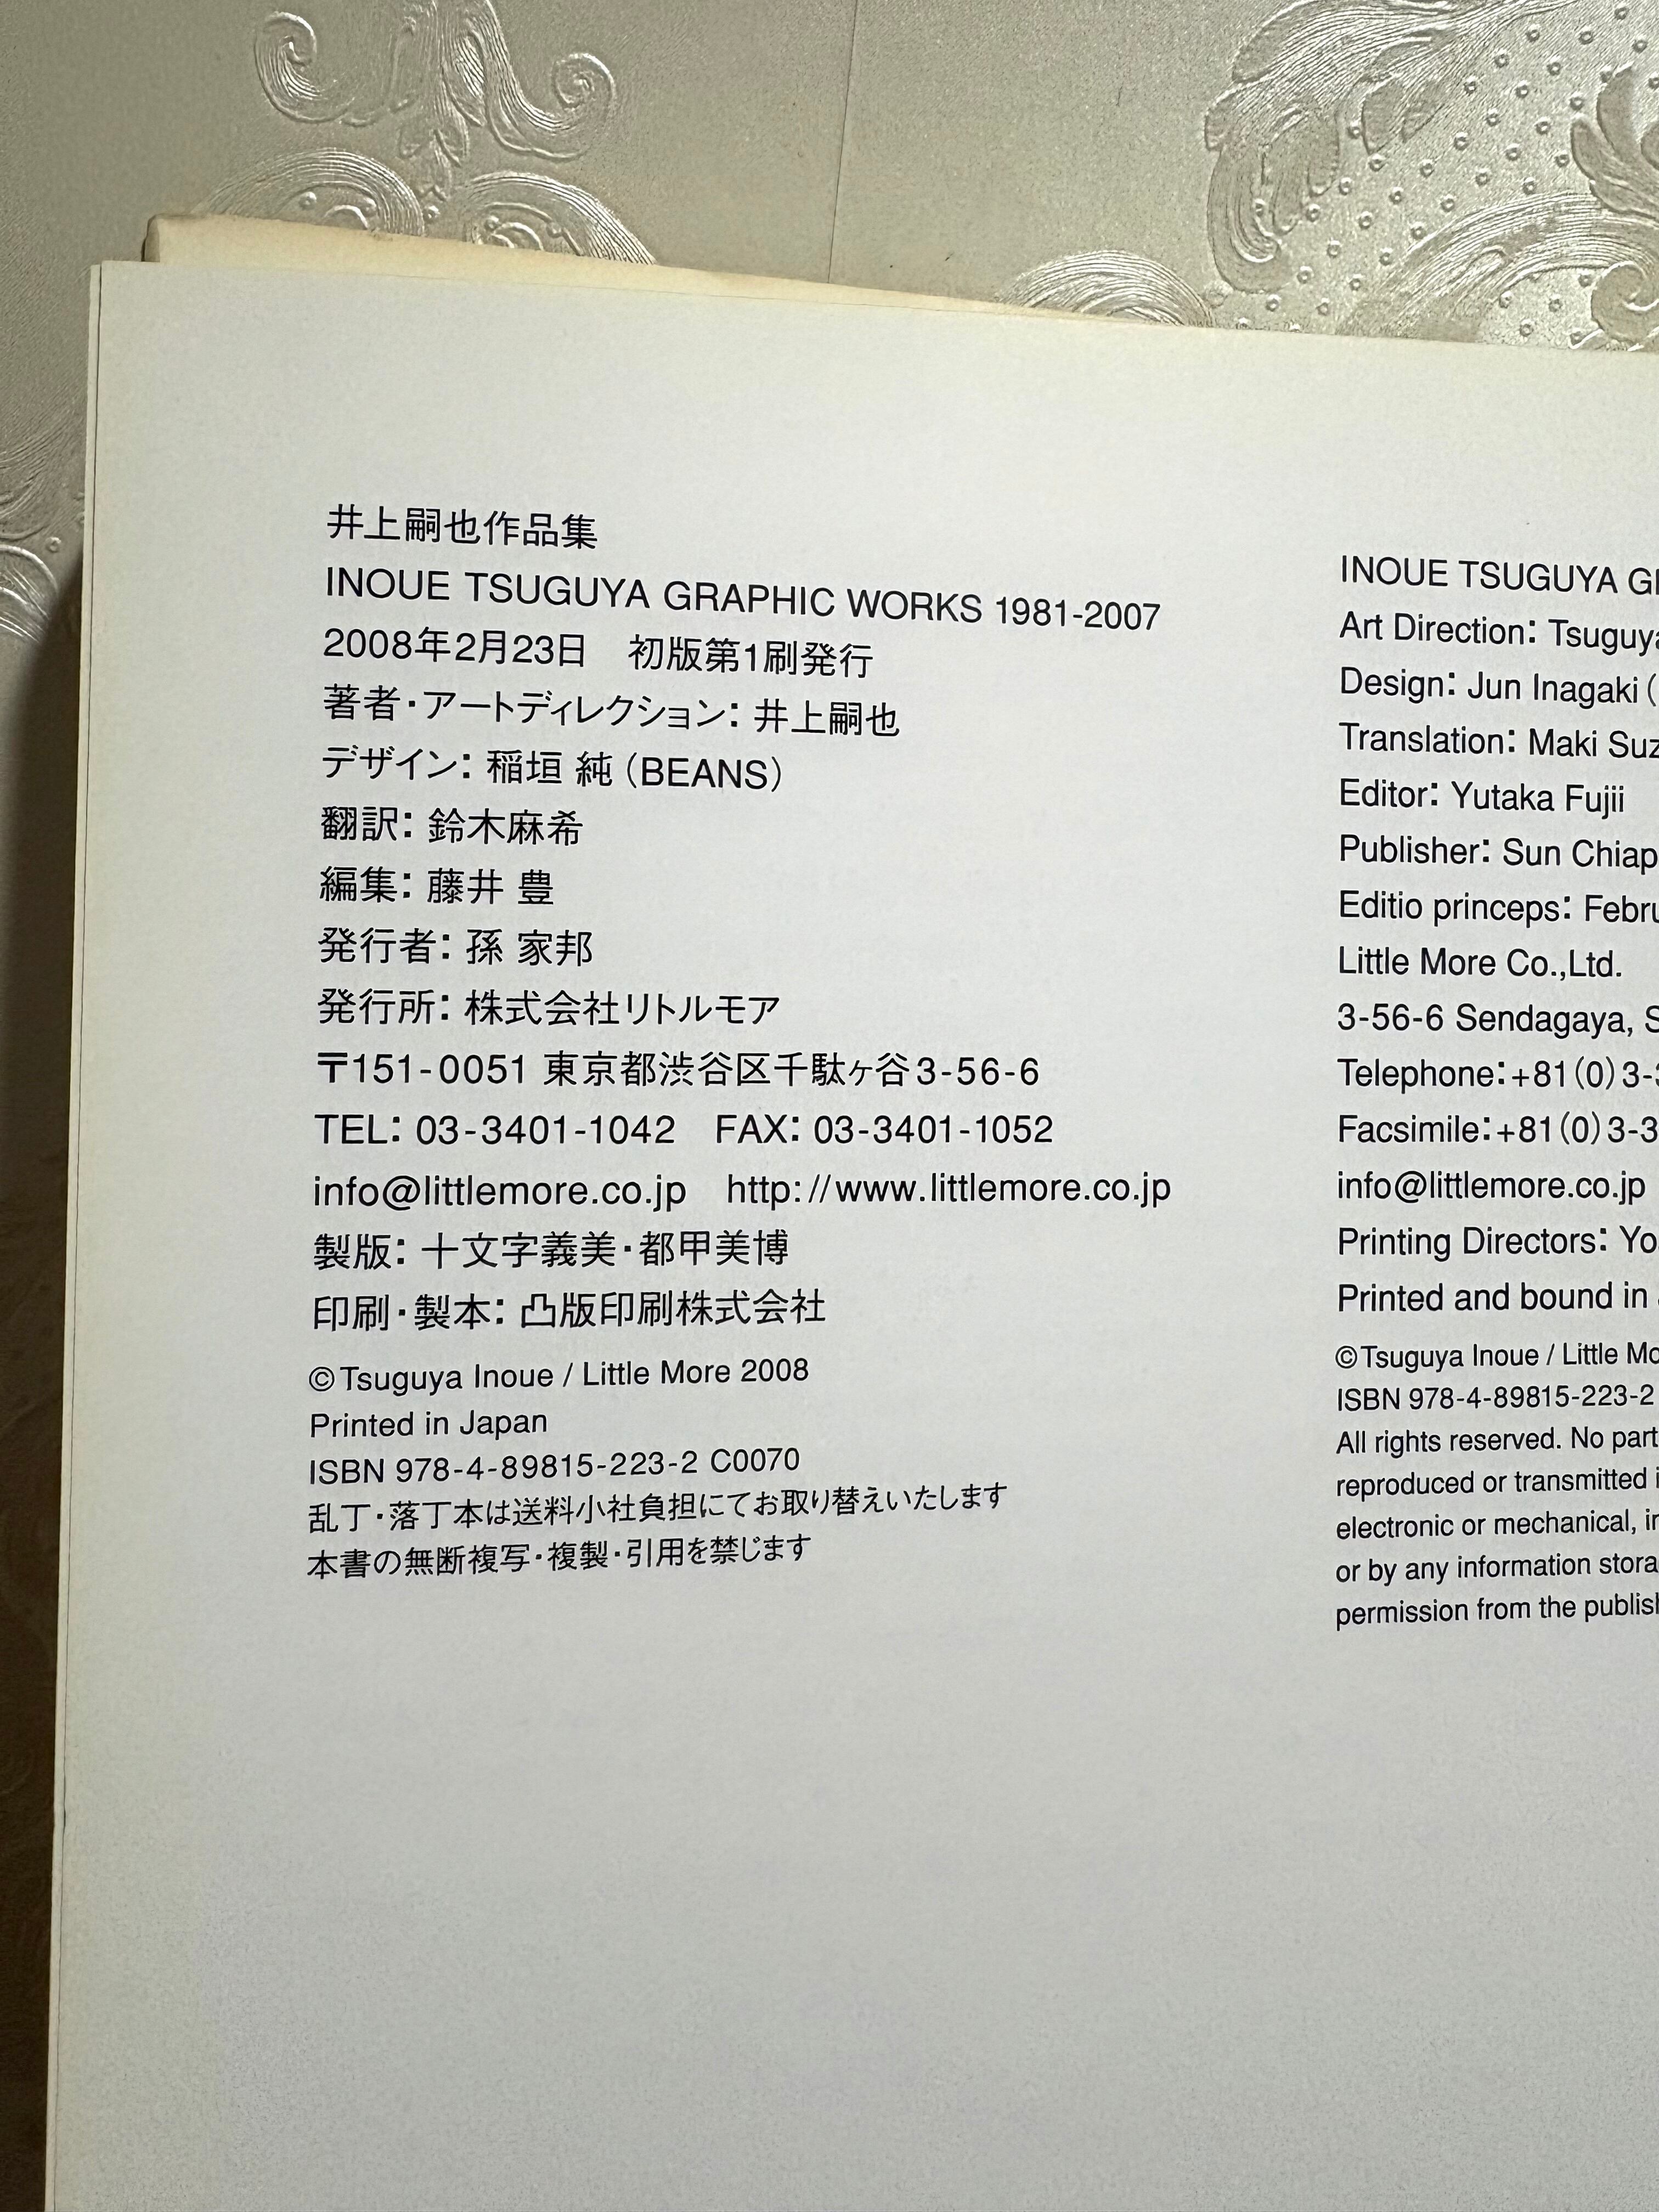 井上嗣也作品集
INOUE TSUGUYA GRAPHIC WORKS 1981-2007
2008年2月23日　初版第1刷発行
著者・アートディレクション：井上嗣也
デザイン：稲垣 純（BEANS）
翻訳：鈴木麻希
編集：藤井 豊
発行者：孫 家邦
発行所：株式会社リトルモア
〒151-0051 東京都渋谷区千駄ヶ谷3-56-6
TEL：03-3401-1042　FAX：03-3401-1052
info@littlemore.co.jp　http://www.littlemore.co.jp
製版：十文字義美・都甲美博
印刷・製本：凸版印刷株式会社
©Tsuguya Inoue / Little More 2008
Printed in Japan
ISBN 978-4-89815-223-2 C0070
乱丁・落丁本は送料小社負担にてお取り替えいたします
本書の無断複写・複製・引用を禁じます
INOUE TSUGUYA
Art Direction：Tsuguya
Design：Jun Inagaki（
Translation：Maki
Editor：Yutaka Fujii
Publisher：Sun
Editio princeps：
Little More Co.,Ltd.
3-56-6 Sendagaya,
Telephone：+81（0）3-
Facsimile：+81（0）3-3
info@littlemore.co.jp
Printing Directors：
Printed and bound in
©Tsuguya Inoue / Little
ISBN 978-4-89815-223-2
All rights reserved. No part
reproduced or transmitted
electronic or mechanical,
or by any information
permission from the